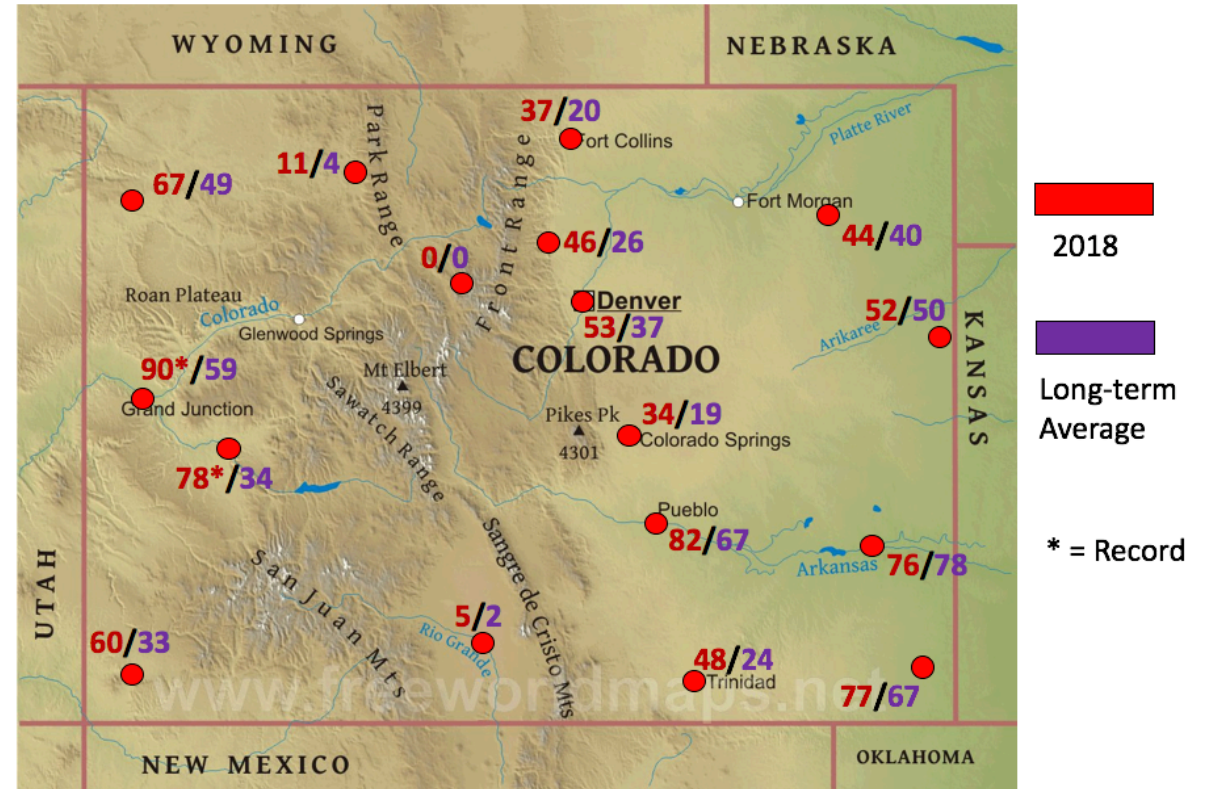 WYOMING
NEBRASKA
37/20
Fort Collins
Platte River
Park Range
11/4
67/49
Front Range
Fort Morgan
44/40
46/26
0/0
2018
Roan Plateau
Colorado
Glenwood Springs
Denver
53/37
52/50
Arikaree
KANSAS
COLORADO
90*/59
Grand Junction
Mt Elbert
4399
Sawatch Range
Pikes Pk
4301
34/19
Colorado Springs
Long-term
Average
78*/34
Pueblo
82/67
Arkansas
76/78
* = Record
UTAH
San Juan Mts
Sangre de Cristo Mts
5/2
Rio Grande
60/33
48/24
Trinidad
77/67
www.freeworldmaps.net
NEW MEXICO
OKLAHOMA